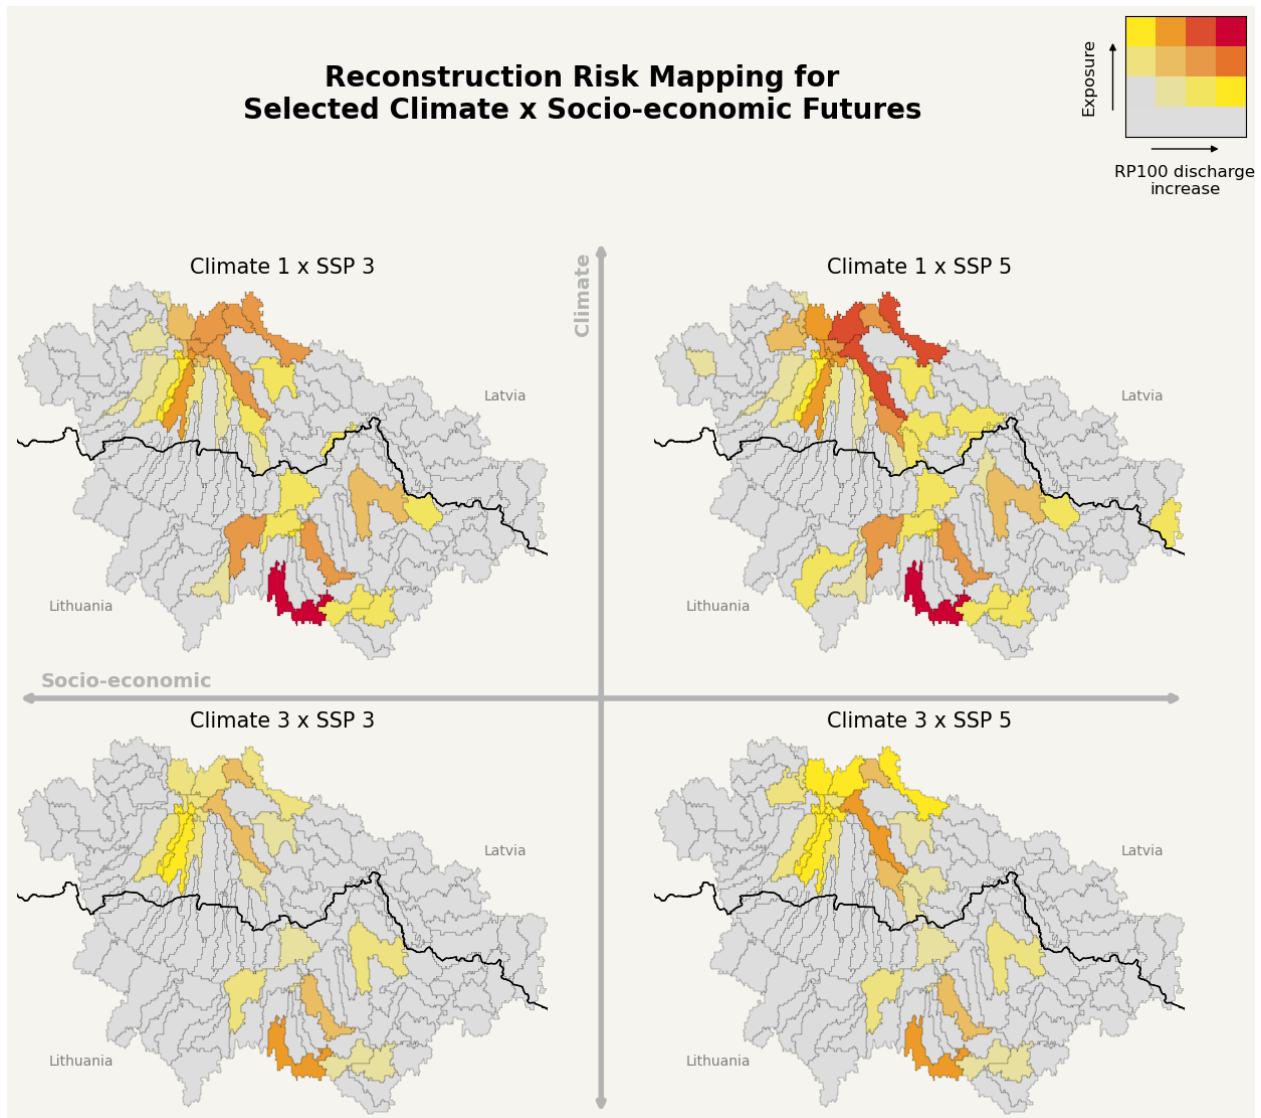 Reconstruction Risk Mapping for
Selected Climate x Socio-economic Futures
Exposure
RP100 discharge
increase
Climate 1 x SSP 3
Climate
Climate 1 x SSP 5
Latvia
Latvia
Lithuania
Lithuania
Socio-economic
Climate 3 x SSP 3
Climate 3 x SSP 5
Latvia
Latvia
Lithuania
Lithuania